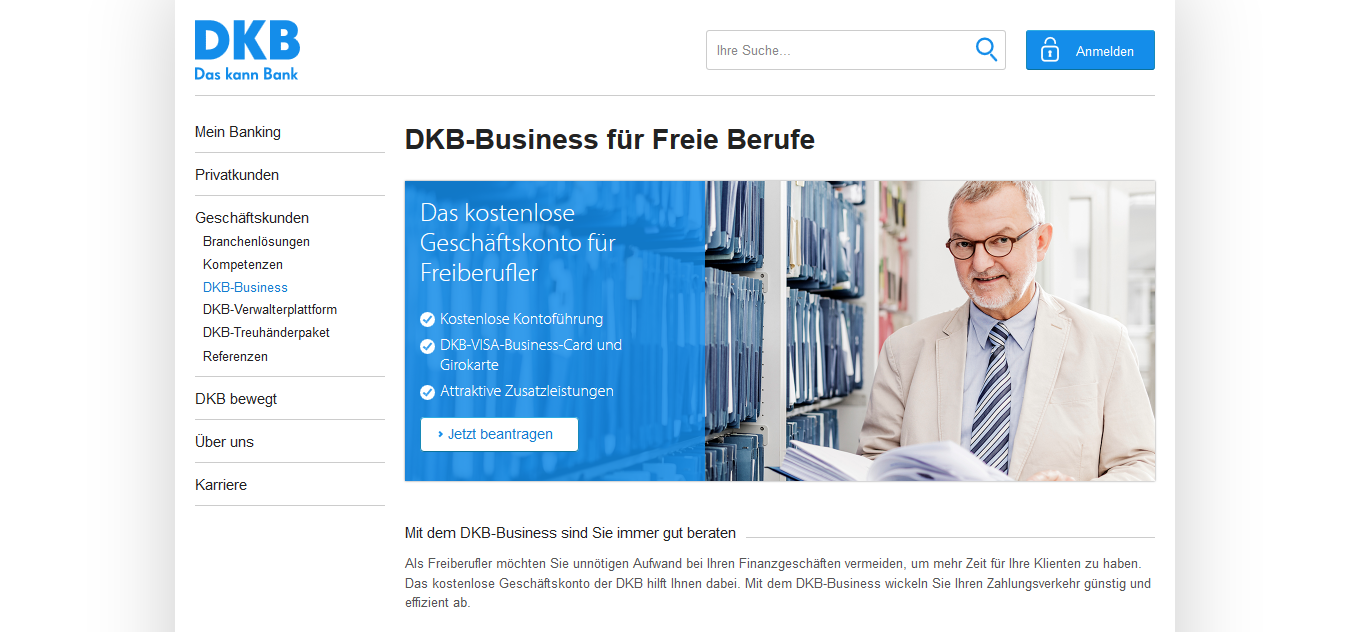 DKB
Das kann Bank
Ihre Suche...
Anmelden
Mein Banking
Privatkunden
Geschäftskunden
Branchenlösungen
Kompetenzen
DKB-Business
DKB-Verwalterplattform
DKB-Treuhänderpaket
Referenzen
DKB bewegt
Über uns
Karriere
DKB-Business für Freie Berufe
Das kostenlose
Geschäftskonto für
Freiberufler
Kostenlose Kontoführung
DKB-VISA-Business-Card und
Girokarte
Attraktive Zusatzleistungen
› Jetzt beantragen
Mit dem DKB-Business sind Sie immer gut beraten
Als Freiberufler möchten Sie unnötigen Aufwand bei Ihren Finanzgeschäften vermeiden, um mehr Zeit für Ihre Klienten zu haben.
Das kostenlose Geschäftskonto der DKB hilft Ihnen dabei. Mit dem DKB-Business wickeln Sie Ihren Zahlungsverkehr günstig und
effizient ab.